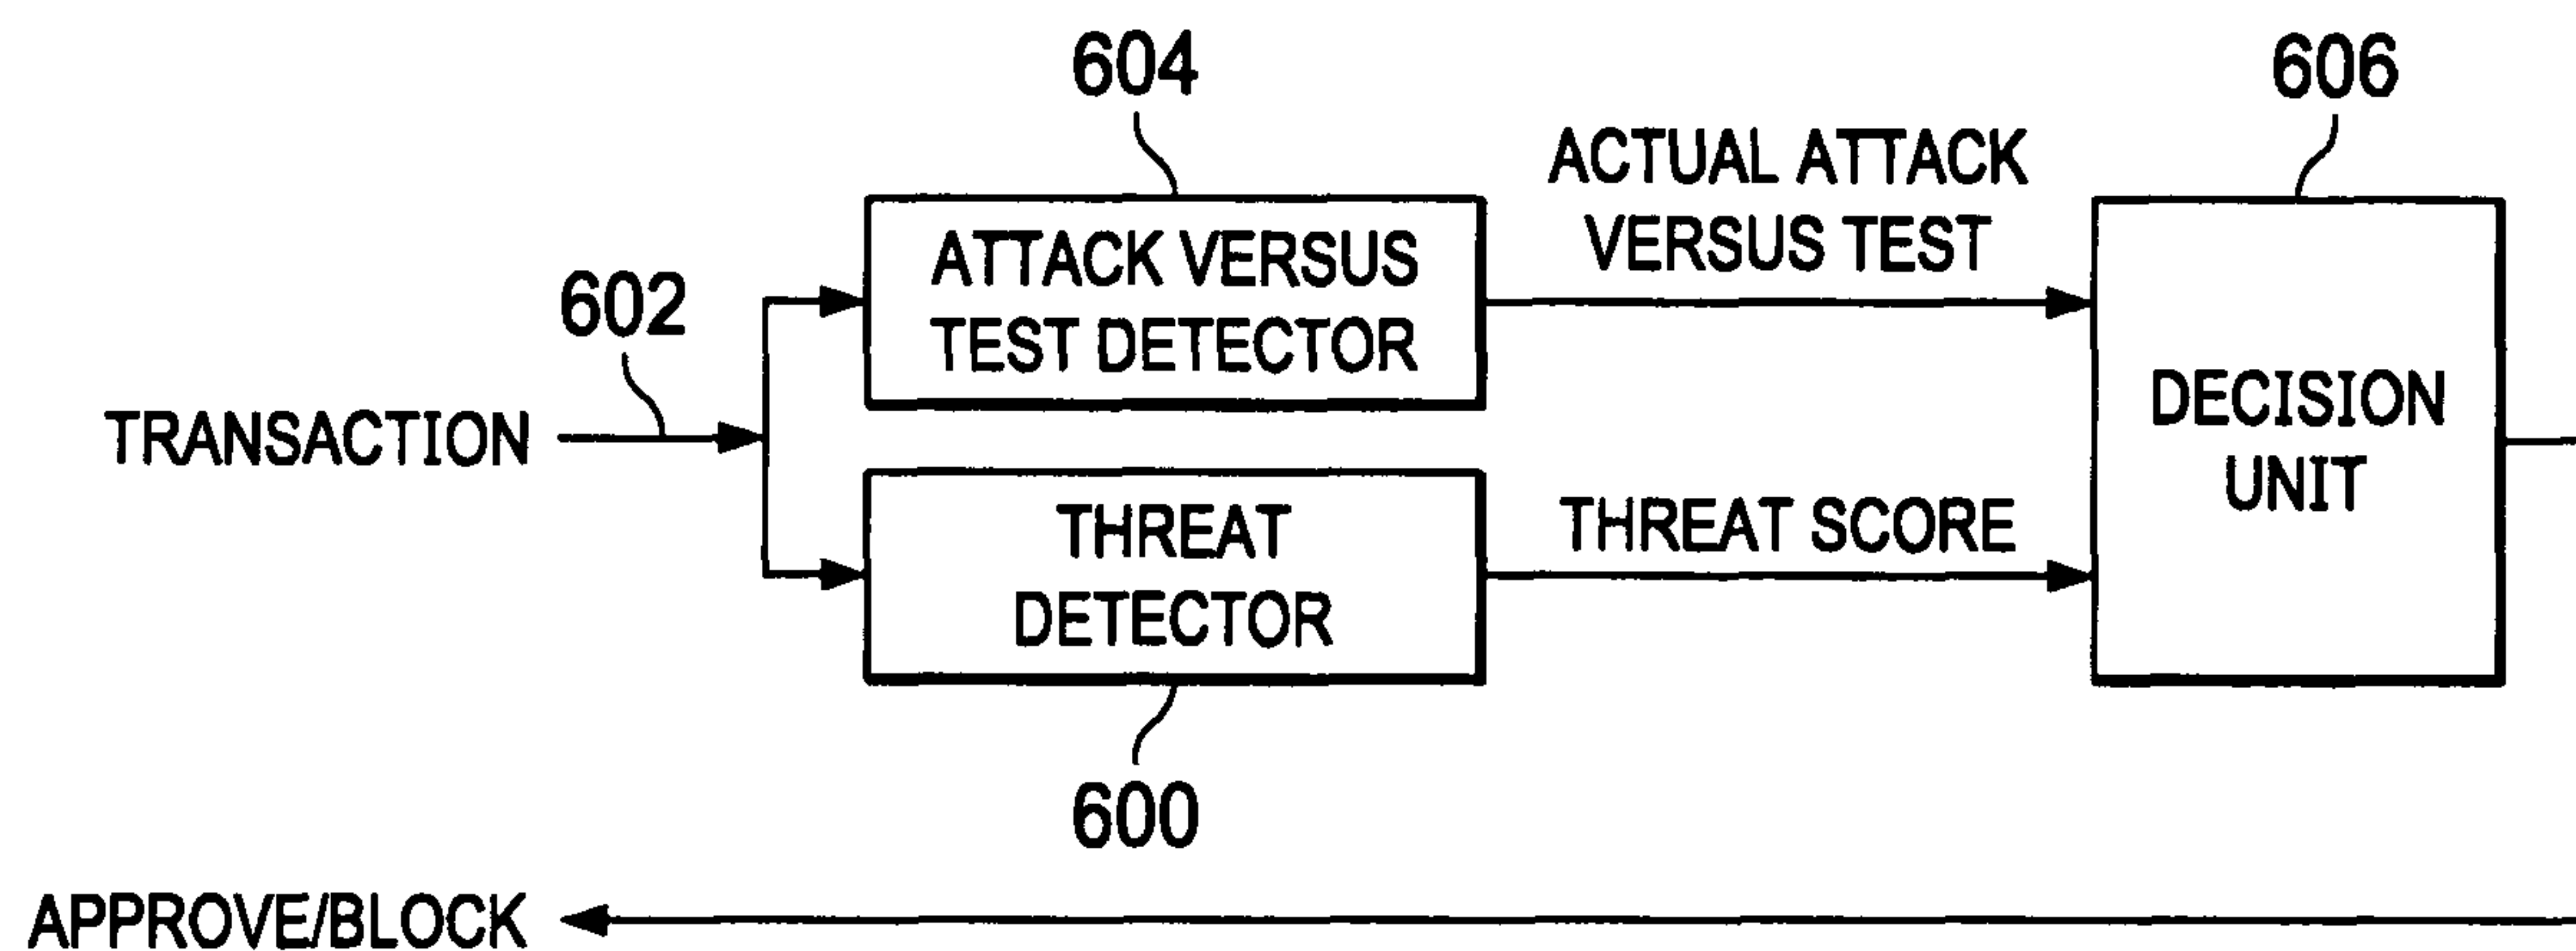 604
606
ACTUAL ATTACK
VERSUS TEST
ATTACK VERSUS
TEST DETECTOR
602
TRANSACTION
DECISION
UNIT
THREAT SCORE
THREAT
DETECTOR
600
APPROVE/BLOCK